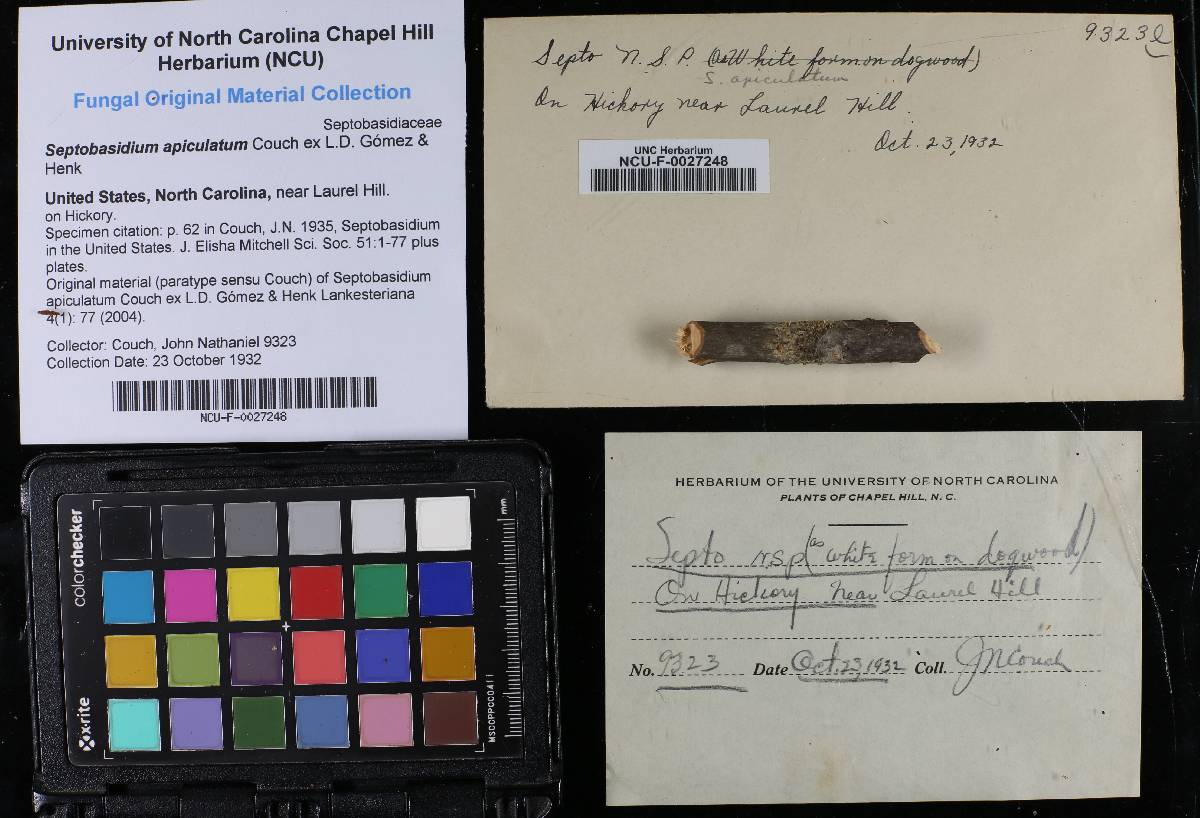 University of North Carolina Chapel Hill
Herbarium (NCU)
Fungal Original Material Collection
Septobasidiaceae
Septobasidium apiculatum Couch ex L.D. Gómez &
Henk
United States, North Carolina, near Laurel Hill.
on Hickory.
Specimen citation: p. 62 in Couch, J.N. 1935, Septobasidium
in the United States. J. Elisha Mitchell Sci. Soc. 51:1-77 plus
plates.
Original material (paratype sensu Couch) of Septobasidium
apiculatum Couch ex L.D. Gómez & Henk Lankesteriana
4(1): 77 (2004).
Collector: Couch, John Nathaniel 9323
Collection Date: 23 October 1932
NCU-F-0027248
9323
Septo N.S.P. (as White form on dogwood)
S. apiculatum
On Hickory near Laurel Hill.
Oct. 23, 1932
UNC Herbarium
NCU-F-0027248
HERBARIUM OF THE UNIVERSITY OF NORTH CAROLINA
PLANTS OF CHAPEL HILL, N. C.
Septo n.s.p (as white form on dogwood)
On Hickory near Laurel Hill
No. 9323 Date Oct. 23, 1932 Coll. JNCouch
colorchecker
x-rite
mm
MSCCPPCC0411